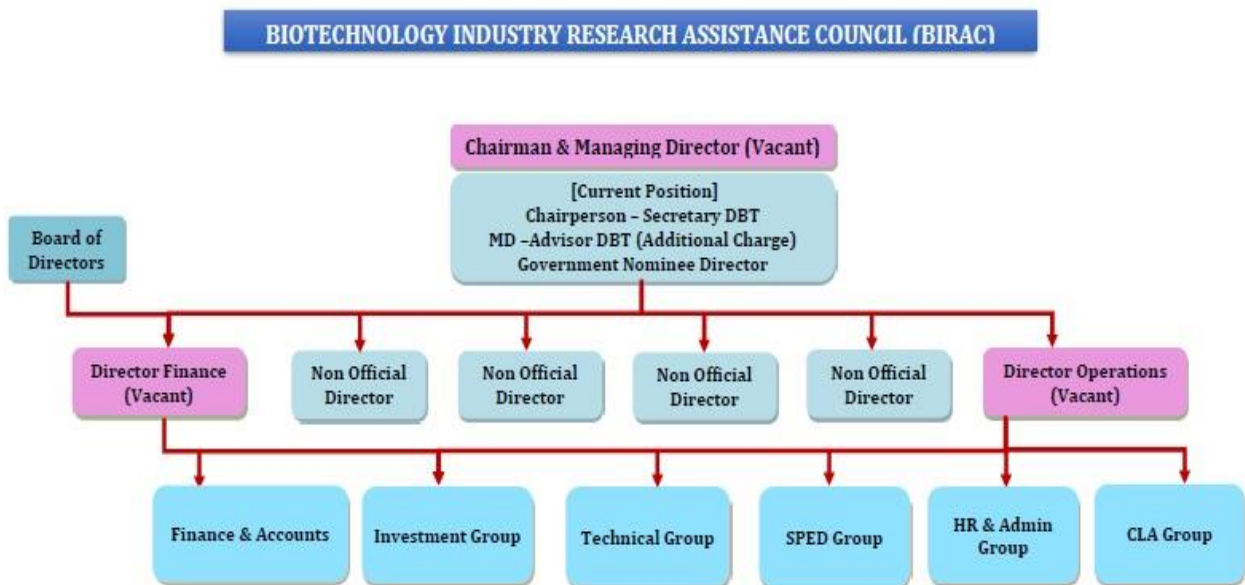 BIOTECHNOLOGY INDUSTRY RESEARCH ASSISTANCE COUNCIL (BIRAC)
Chairman & Managing Director (Vacant)
[Current Position]
Chairperson – Secretary DBT
MD –Advisor DBT (Additional Charge)
Government Nominee Director
Board of
Directors
Director Finance
(Vacant)
Non Official
Director
Non Official
Director
Non Official
Director
Non Official
Director
Director Operations
(Vacant)
Finance & Accounts
Investment Group
Technical Group
SPED Group
HR & Admin
Group
CLA Group